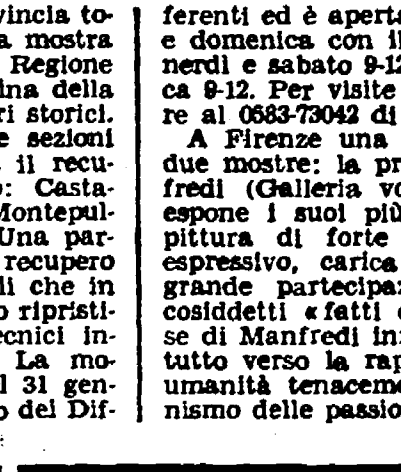 vincia to-
a mostra
Regione
ina della
ri storici.
e sezioni
il recu-
o: Casta-
Montepul-
Una par-
recupero
li che in
o ripristi-
ecnici in-
La mo-
l 31 gen-
o dei Dif-
ferenti ed è aperta
e domenica con il
nerdì e sabato 9-12
ca 9-12. Per visite
re al 0583-73042 di
A Firenze una
due mostre: la pr
fredi (Galleria vo
espone i suoi più
pittura di forte
espressivo, carica
grande partecipaz
cosiddetti «fatti
se di Manfredi in
tutto verso la rap
umanità tenaceme
nismo delle passio